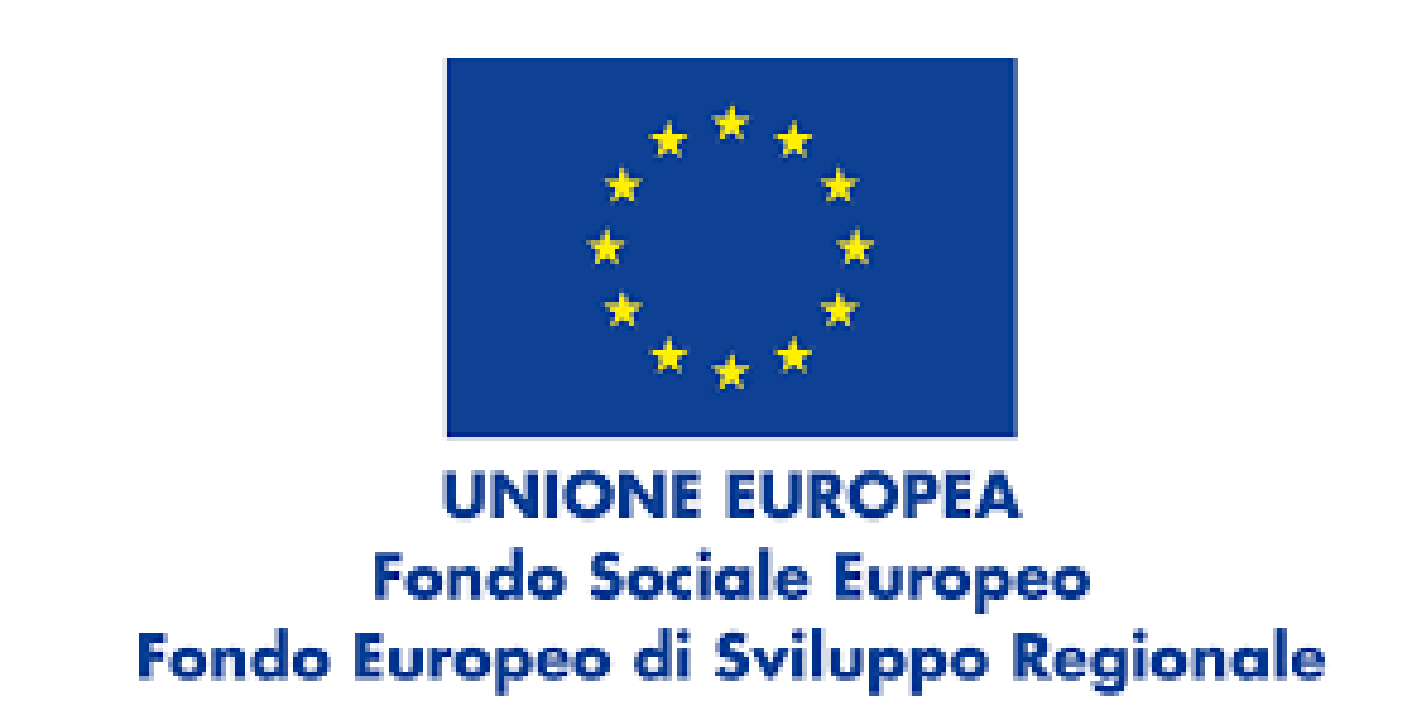 UNIONE EUROPEA
Fondo Sociale Europeo
Fondo Europeo di Sviluppo Regionale